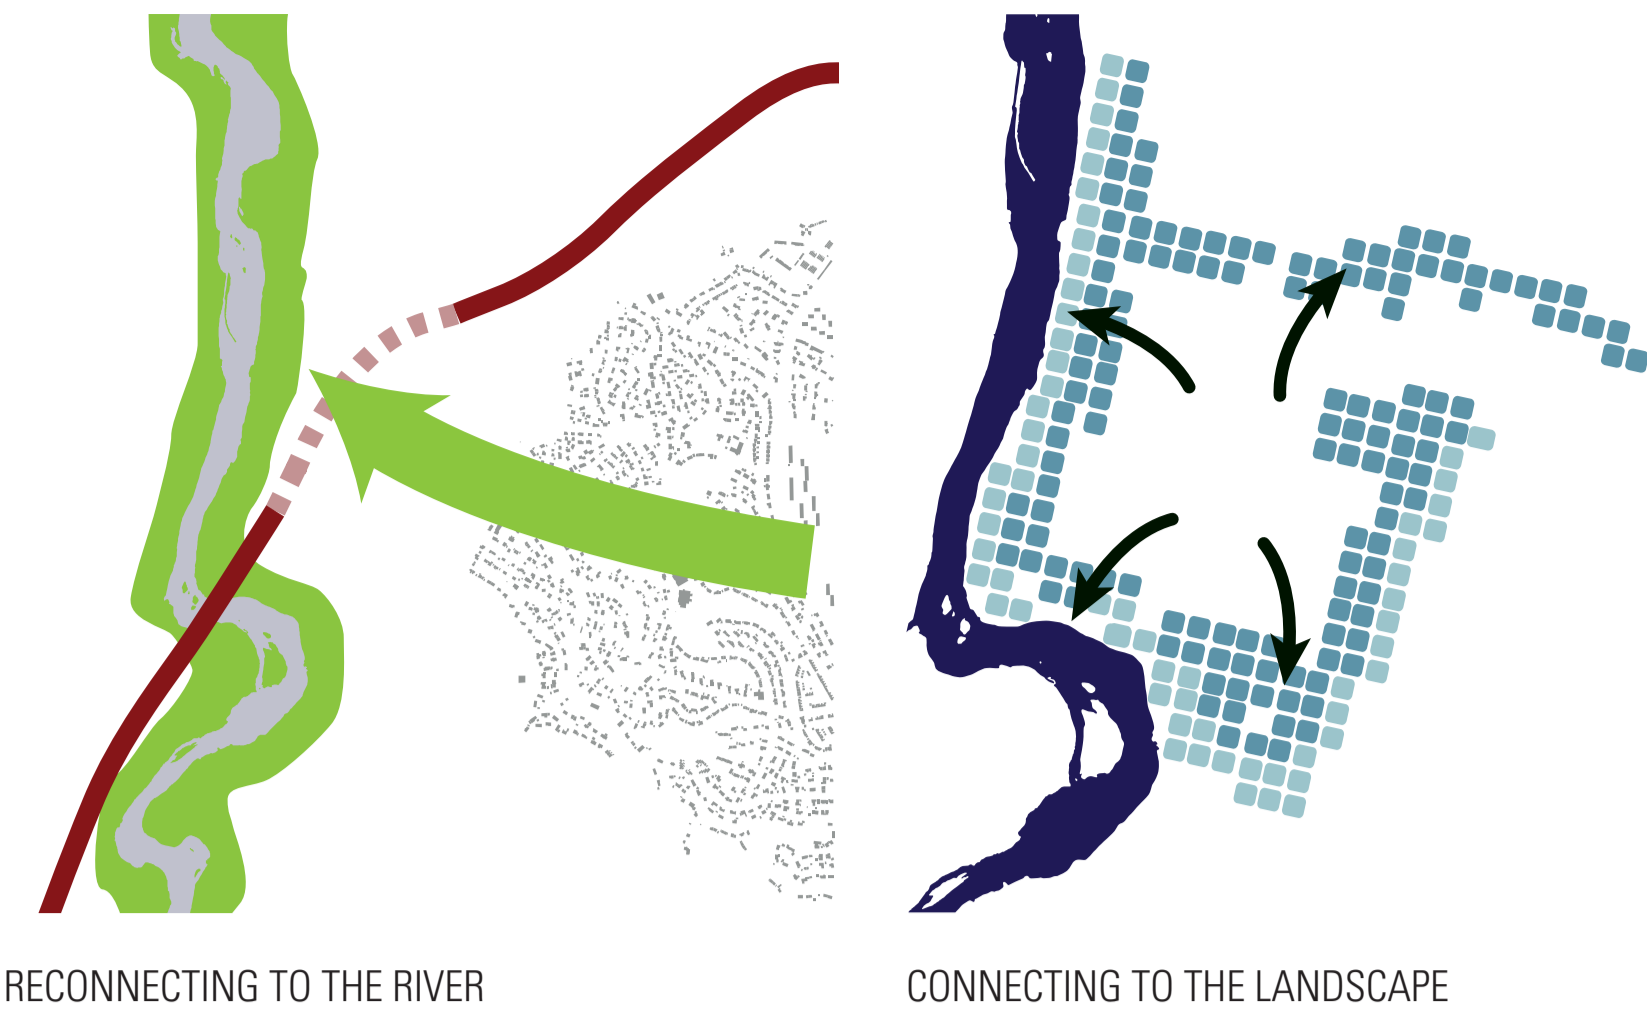 RECONNECTING TO THE RIVER
CONNECTING TO THE LANDSCAPE